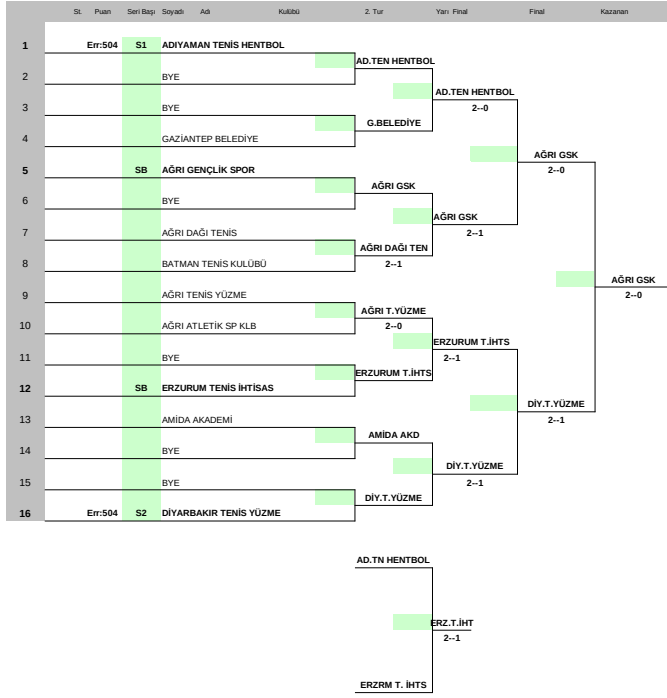 St. Puan Seri Başı Soyadı Adı Kulübü 2. Tur Yarı Final Final Kazanan
1 Err:504 S1 ADIYAMAN TENİS HENTBOL
AD.TEN HENTBOL
2 BYE
AD.TEN HENTBOL
2--0
3 BYE
G.BELEDİYE
4 GAZİANTEP BELEDİYE
AĞRI GSK
2--0
5 SB AĞRI GENÇLİK SPOR
AĞRI GSK
6 BYE
AĞRI GSK
2--1
7 AĞRI DAĞI TENİS
AĞRI DAĞI TEN
2--1
8 BATMAN TENİS KULÜBÜ
AĞRI GSK
2--0
9 AĞRI TENİS YÜZME
AĞRI T.YÜZME
2--0
10 AĞRI ATLETİK SP KLB
ERZURUM T.İHTS
2--1
11 BYE
ERZURUM T.İHTS
12 SB ERZURUM TENİS İHTİSAS
DİY.T.YÜZME
2--1
13 AMİDA AKADEMİ
AMİDA AKD
14 BYE
DİY.T.YÜZME
2--1
15 BYE
DİY.T.YÜZME
16 Err:504 S2 DİYARBAKIR TENİS YÜZME
AD.TN HENTBOL
ERZ.T.İHT
2--1
ERZRM T. İHTS